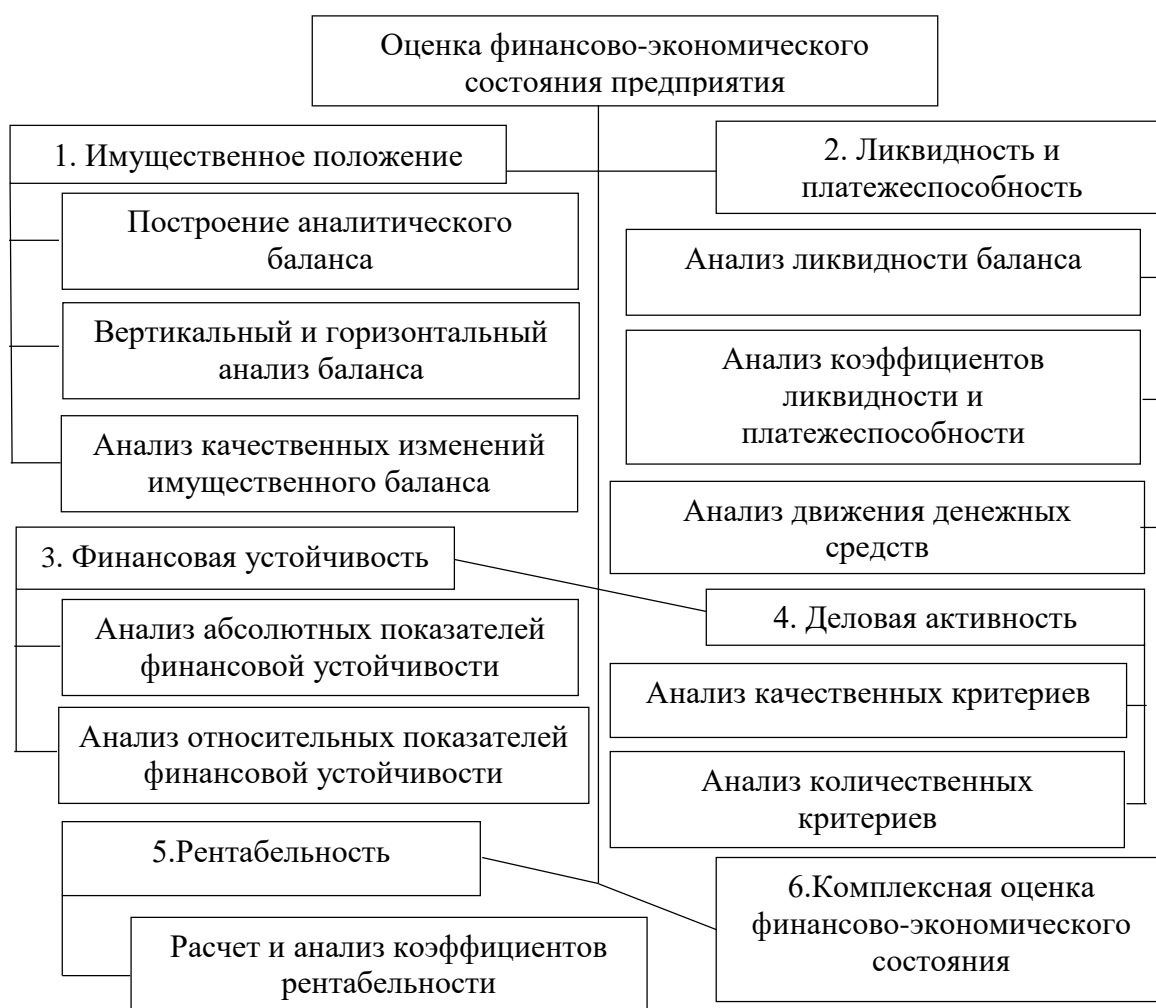 Оценка финансово-экономического
состояния предприятия
1. Имущественное положение
2. Ликвидность и
платежеспособность
Построение аналитического
баланса
Анализ ликвидности баланса
Вертикальный и горизонтальный
анализ баланса
Анализ коэффициентов
ликвидности и
платежеспособности
Анализ качественных изменений
имущественного баланса
Анализ движения денежных
средств
3. Финансовая устойчивость
4. Деловая активность
Анализ абсолютных показателей
финансовой устойчивости
Анализ качественных критериев
Анализ относительных показателей
финансовой устойчивости
Анализ количественных
критериев
5.Рентабельность
6.Комплексная оценка
финансово-экономического
состояния
Расчет и анализ коэффициентов
рентабельности